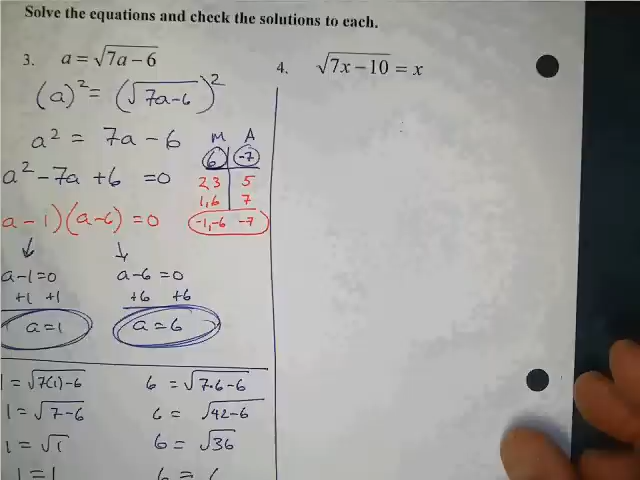 Solve the equations and check the solutions to each.
3. a = √7a − 6
(a)² = (√7a − 6)²
a² = 7a − 6
a² − 7a + 6 = 0
a − 1)(a − 6) = 0
M A
6 −7
2,3 5
1,6 7
−1,−6 −7
a − 1 = 0 a − 6 = 0
+1 +1 +6 +6
a = 1 a = 6
1 = √7(1) − 6 6 = √7·6 − 6
1 = √7 − 6 6 = √42 − 6
1 = √1 6 = √36
1 = 1 6 = 6
4. √7x − 10 = x